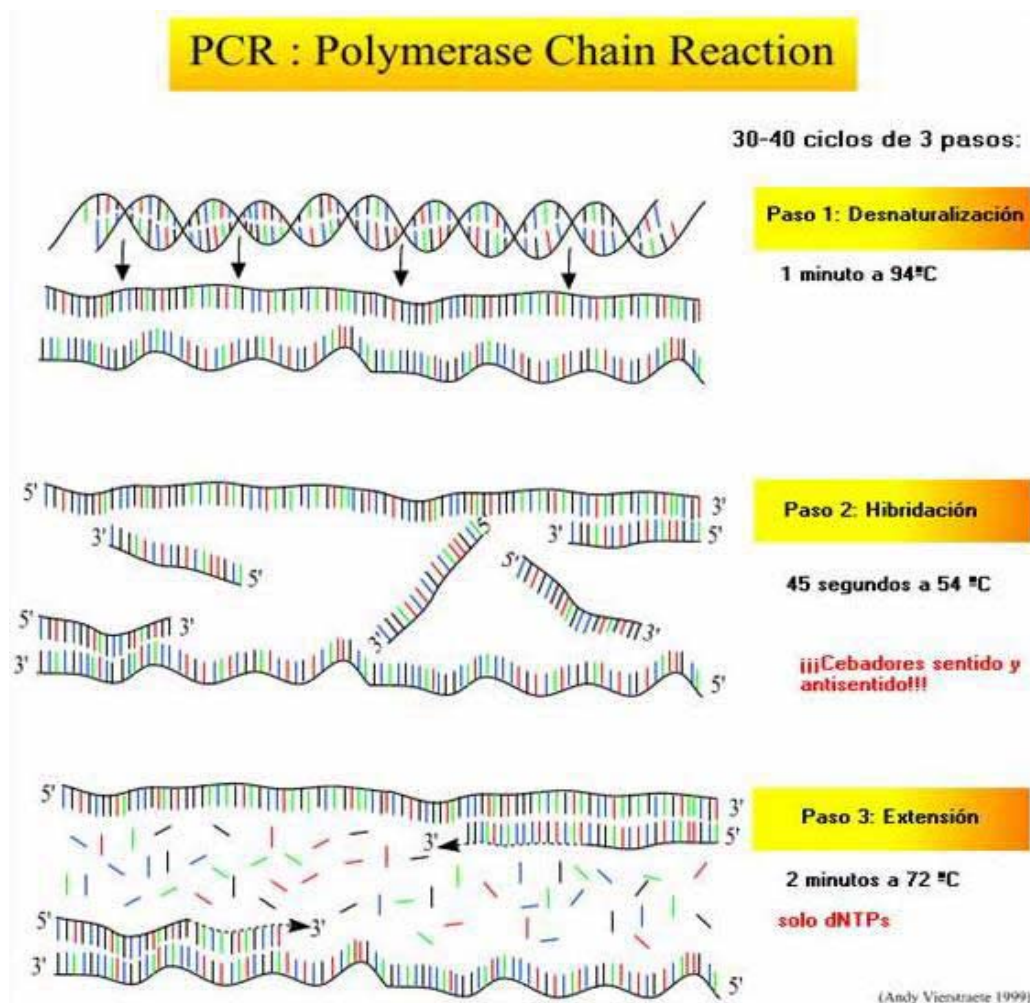 PCR : Polymerase Chain Reaction
30-40 ciclos de 3 pasos:
Paso 1: Desnaturalización
1 minuto a 94ºC
5'
3'
Paso 2: Hibridación
3'
5'
3'
5'
5
5'
45 segundos a 54 ºC
5'
3'
3'
3'
¡¡¡Cebadores sentido y
antisentido!!!
3'
5'
5'
3'
Paso 3: Extensión
3'
5'
2 minutos a 72 ºC
solo dNTPs
5'
3'
3'
5'
(Andy Vierstraete 1999)